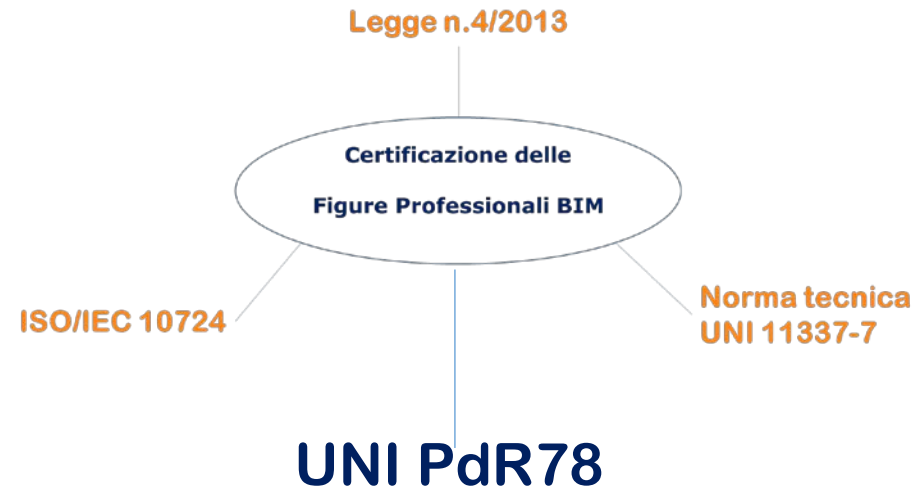 Legge n.4/2013
Certificazione delle
Figure Professionali BIM
ISO/IEC 10724
Norma tecnica
UNI 11337-7
UNI PdR78